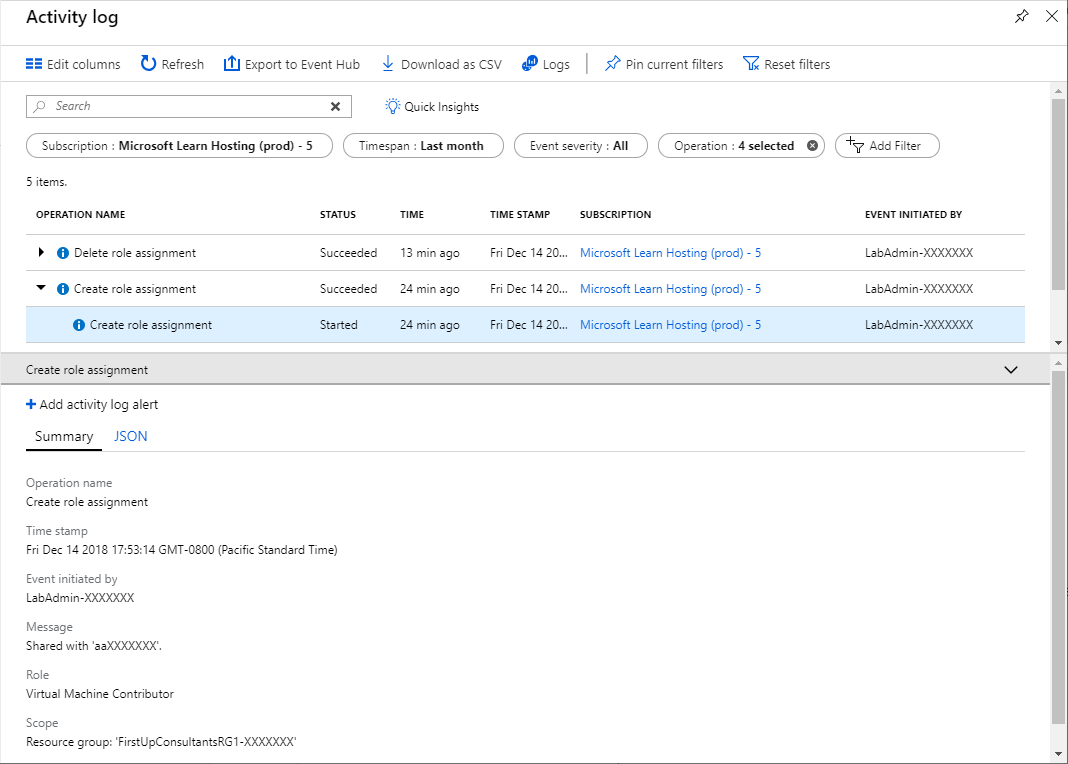 Activity log
Edit columns Refresh Export to Event Hub Download as CSV Logs Pin current filters Reset filters
Search Quick Insights
Subscription : Microsoft Learn Hosting (prod) - 5 Timespan : Last month Event severity : All Operation : 4 selected Add Filter
5 items.
OPERATION NAME STATUS TIME TIME STAMP SUBSCRIPTION EVENT INITIATED BY
Delete role assignment Succeeded 13 min ago Fri Dec 14 20... Microsoft Learn Hosting (prod) - 5 LabAdmin-XXXXXXX
Create role assignment Succeeded 24 min ago Fri Dec 14 20... Microsoft Learn Hosting (prod) - 5 LabAdmin-XXXXXXX
Create role assignment Started 24 min ago Fri Dec 14 20... Microsoft Learn Hosting (prod) - 5 LabAdmin-XXXXXXX
Create role assignment
Add activity log alert
Summary JSON
Operation name
Create role assignment
Time stamp
Fri Dec 14 2018 17:53:14 GMT-0800 (Pacific Standard Time)
Event initiated by
LabAdmin-XXXXXXX
Message
Shared with 'aaXXXXXXX'.
Role
Virtual Machine Contributor
Scope
Resource group: 'FirstUpConsultantsRG1-XXXXXXX'